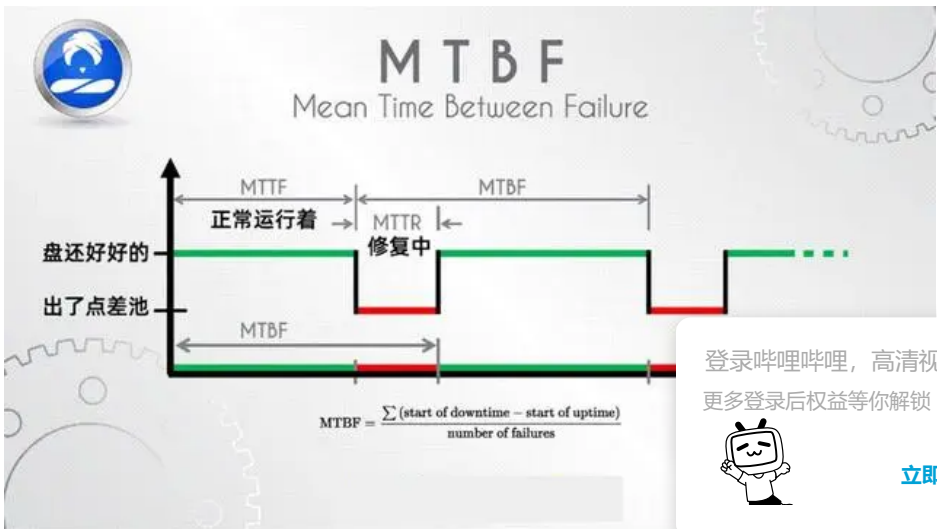 MTBF
Mean Time Between Failure
MTTF
MTBF
正常运行着
MTTR
修复中
盘还好好的
出了点差池
MTBF
MTBF = ∑ (start of downtime − start of uptime) / number of failures
登录哔哩哔哩，高清视
更多登录后权益等你解锁
立即